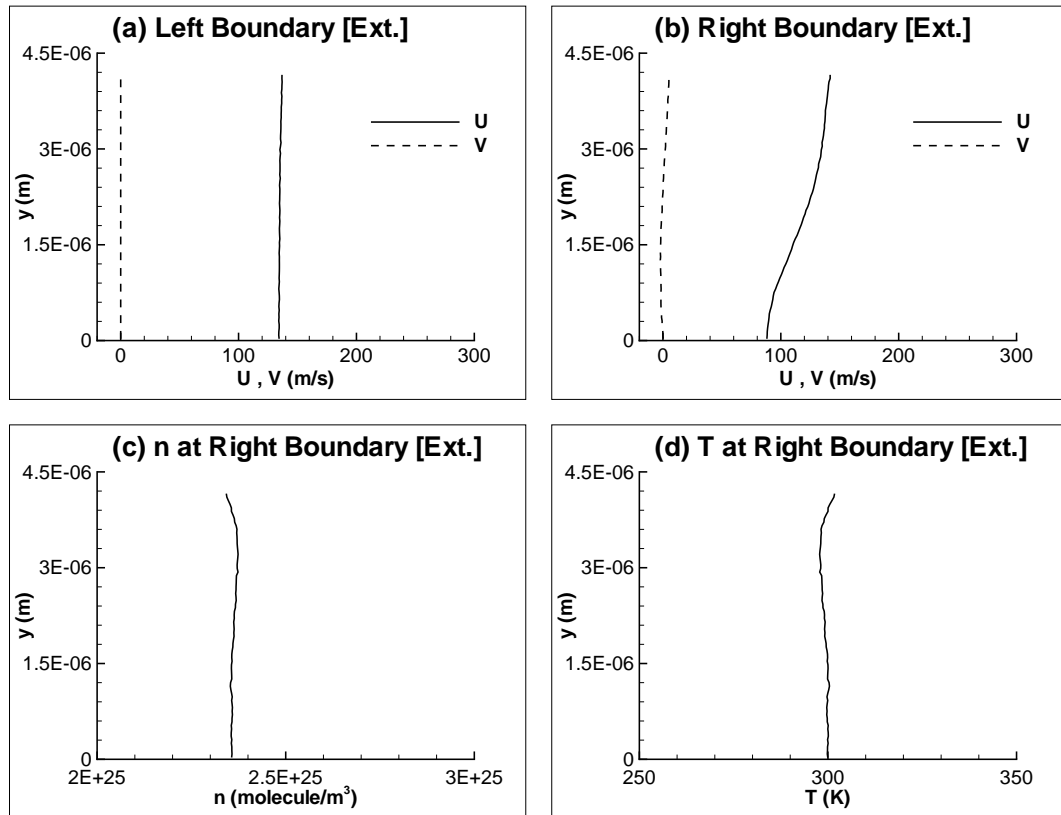 (a) Left Boundary [Ext.]
4.5E-06
3E-06
1.5E-06
0
y (m)
U
V
0 100 200 300
U , V (m/s)
(b) Right Boundary [Ext.]
4.5E-06
3E-06
1.5E-06
0
y (m)
U
V
0 100 200 300
U , V (m/s)
(c) n at Right Boundary [Ext.]
4.5E-06
3E-06
1.5E-06
0
y (m)
2E+25 2.5E+25 3E+25
n (molecule/m³)
(d) T at Right Boundary [Ext.]
4.5E-06
3E-06
1.5E-06
0
y (m)
250 300 350
T (K)